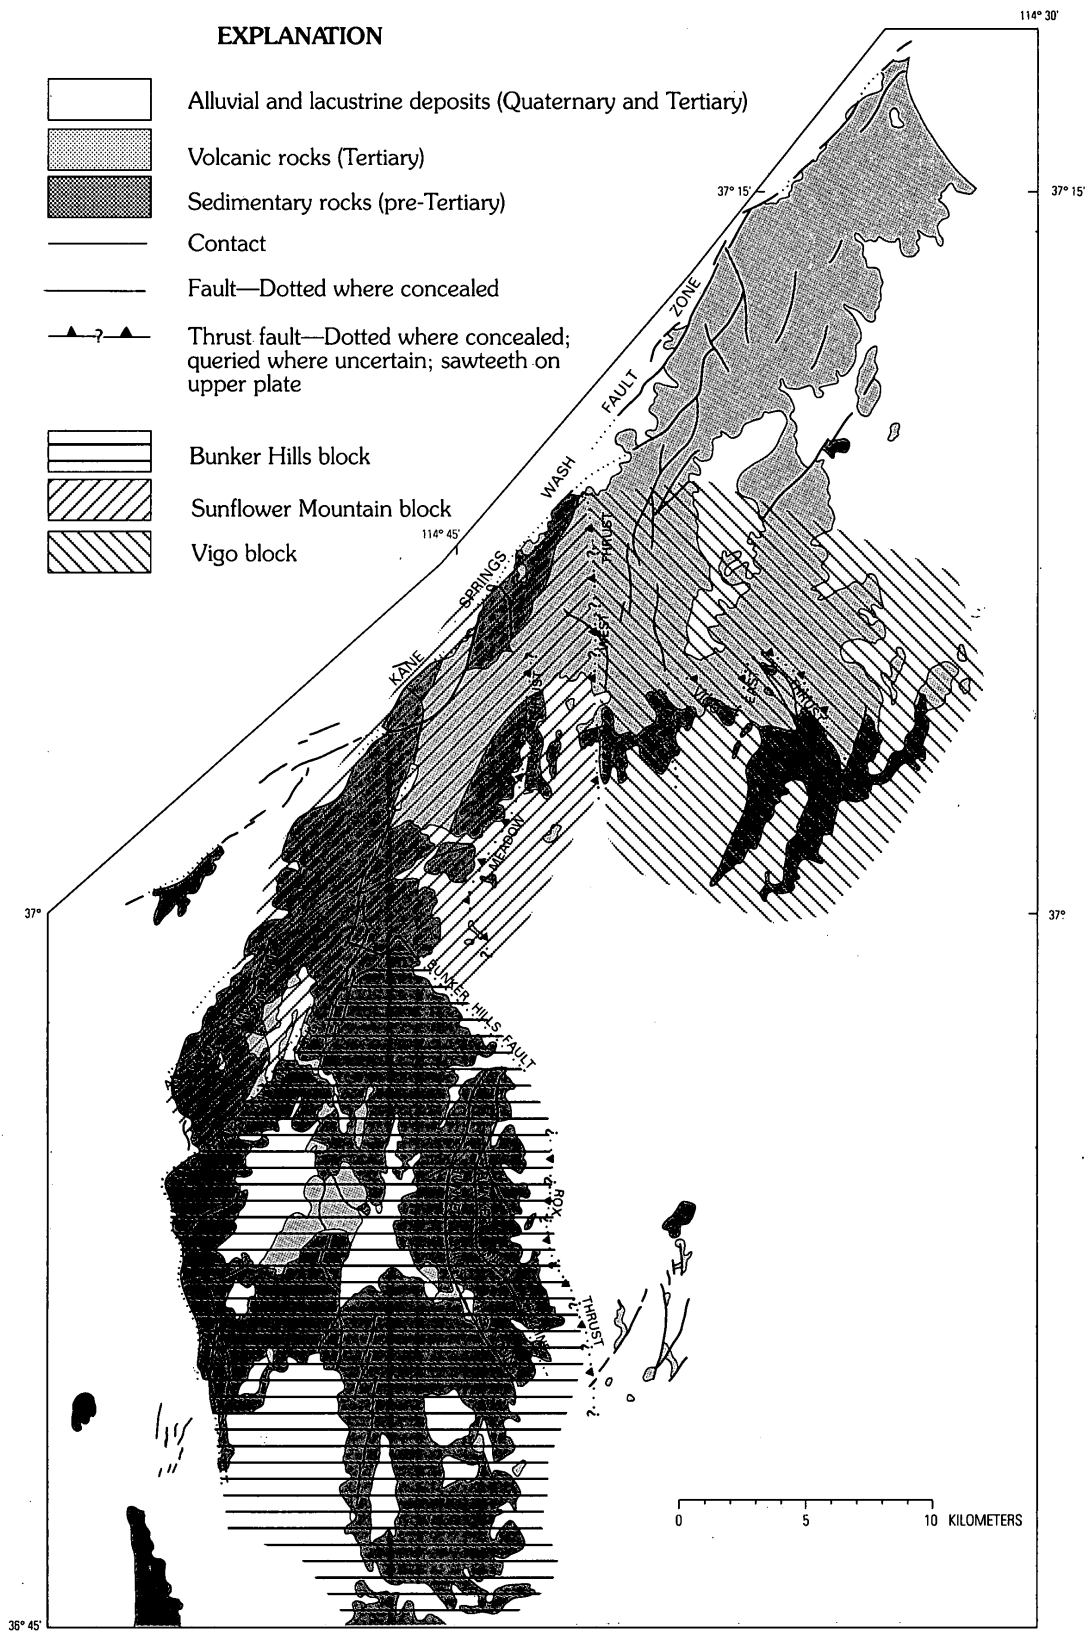 EXPLANATION
Alluvial and lacustrine deposits (Quaternary and Tertiary)
Volcanic rocks (Tertiary)
Sedimentary rocks (pre-Tertiary)
Contact
Fault—Dotted where concealed
?
Thrust fault—Dotted where concealed;
queried where uncertain; sawteeth on
upper plate
Bunker Hills block
Sunflower Mountain block
Vigo block
114° 30'
37° 15'
37° 15'
114° 45'
37°
37°
36° 45'
KANE
SPRINGS
WASH
FAULT
ZONE
WEST
THRUST
VIGO
EAST
THRUST
MEADOW
BUNKER HILLS FAULT
ROX
THRUST
0 5 10 KILOMETERS